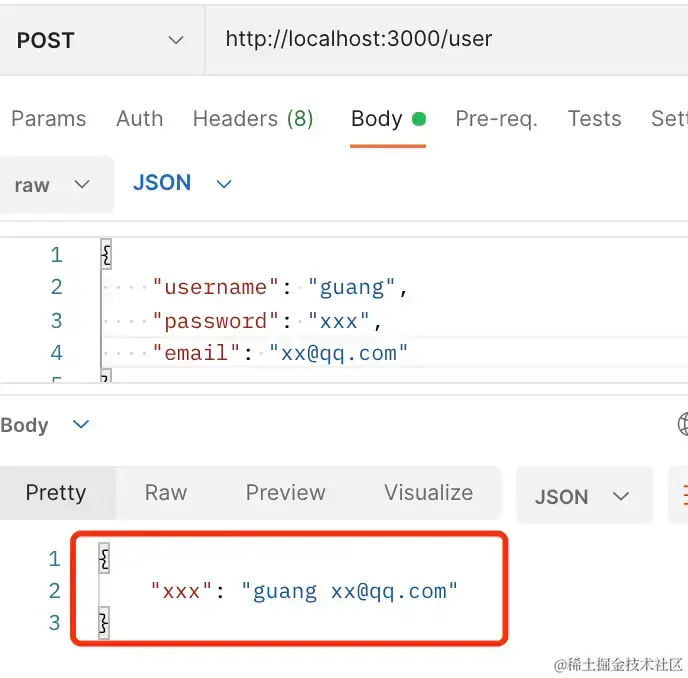 POST http://localhost:3000/user
Params Auth Headers (8) Body Pre-req. Tests Sett
raw JSON
1 {
2 "username": "guang",
3 "password": "xxx",
4 "email": "xx@qq.com"
5 }
Body
Pretty Raw Preview Visualize JSON
1 {
2 "xxx": "guang xx@qq.com"
3 }
@稀土掘金技术社区